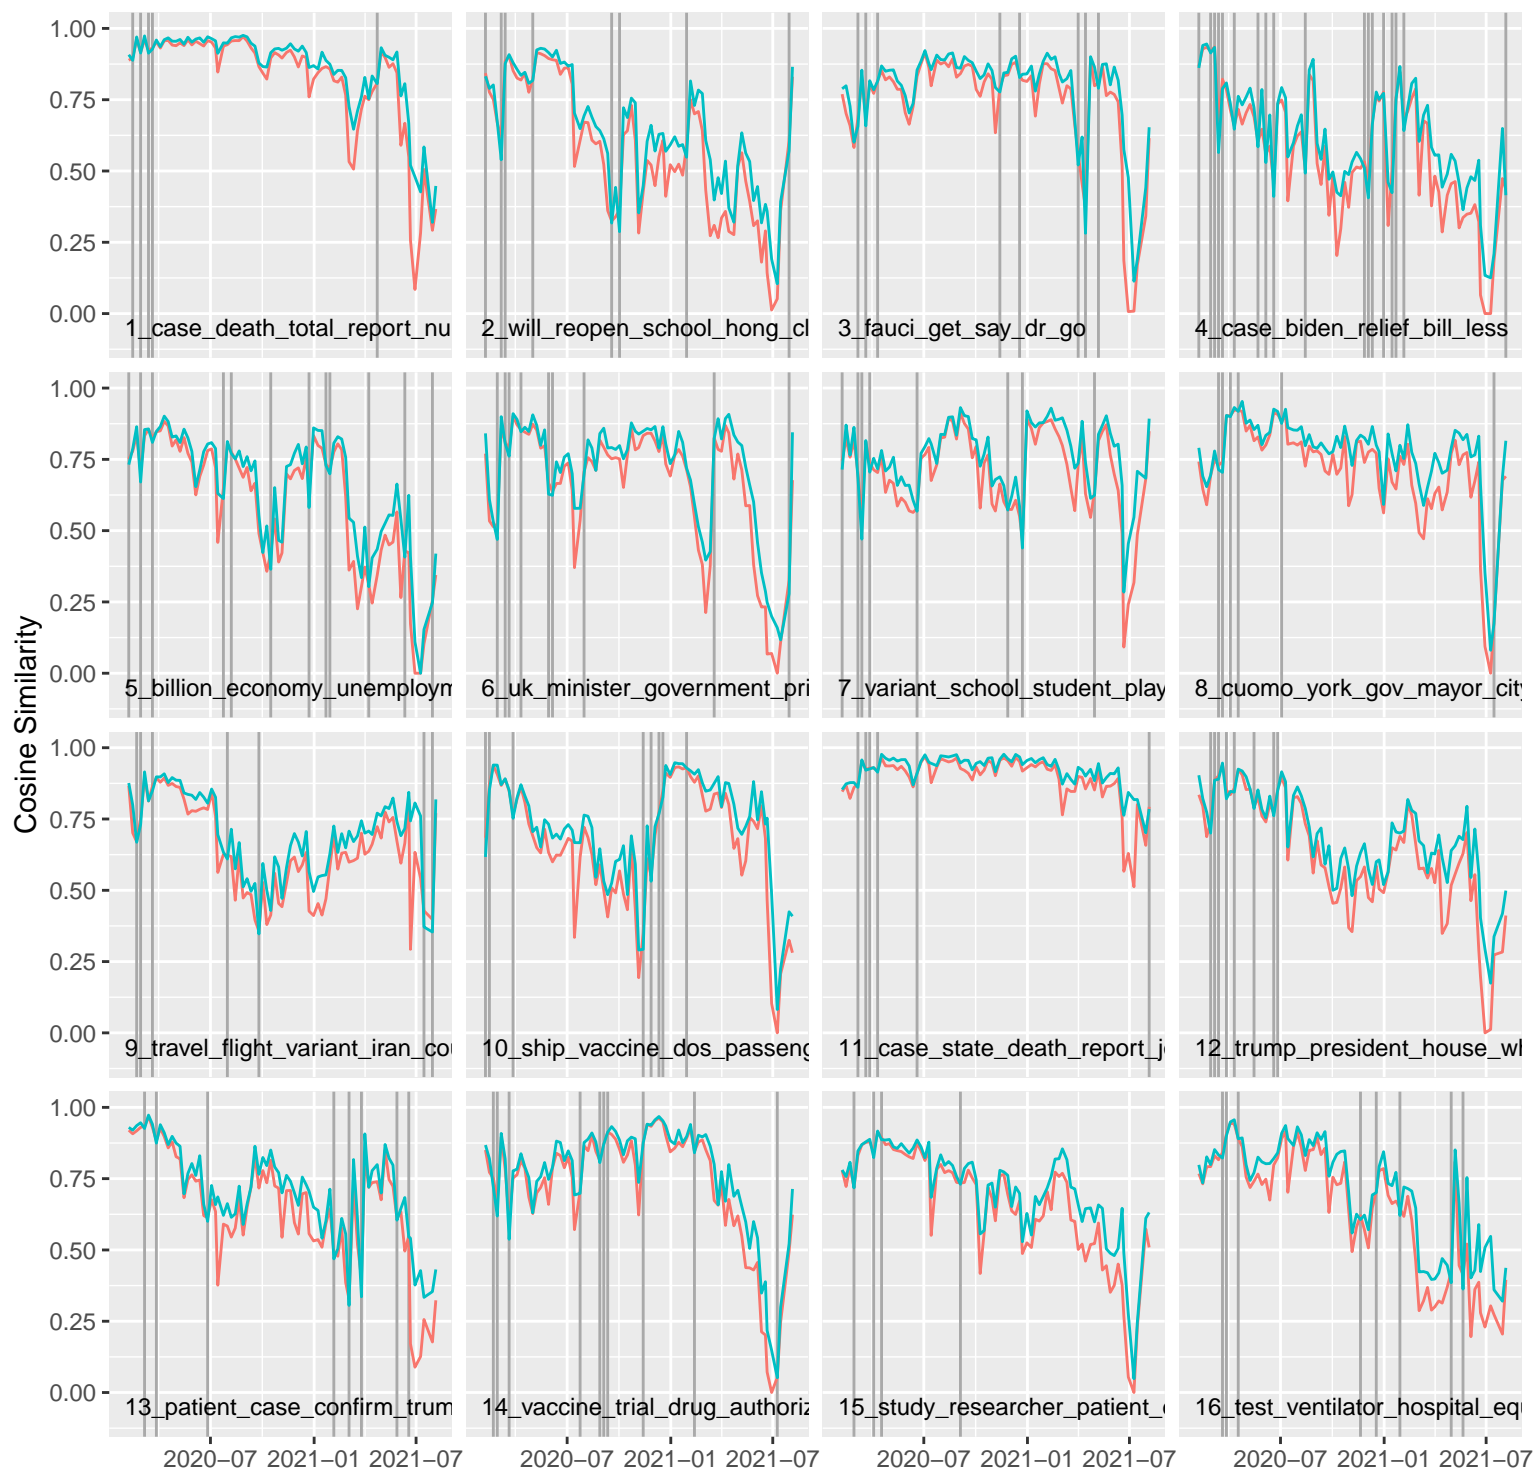 Cosine Similarity
1.00
0.75
0.50
0.25
0.00
1_case_death_total_report_nu
2_will_reopen_school_hong_cl
3_fauci_get_say_dr_go
4_case_biden_relief_bill_less
1.00
0.75
0.50
0.25
0.00
5_billion_economy_unemploym
6_uk_minister_government_pri
7_variant_school_student_play
8_cuomo_york_gov_mayor_city
1.00
0.75
0.50
0.25
0.00
9_travel_flight_variant_iran_cou
10_ship_vaccine_dos_passeng
11_case_state_death_report_j
12_trump_president_house_wh
1.00
0.75
0.50
0.25
0.00
13_patient_case_confirm_trum
14_vaccine_trial_drug_authoriz
15_study_researcher_patient_
16_test_ventilator_hospital_equ
2020−07 2021−01 2021−07
2020−07 2021−01 2021−07
2020−07 2021−01 2021−07
2020−07 2021−01 2021−07